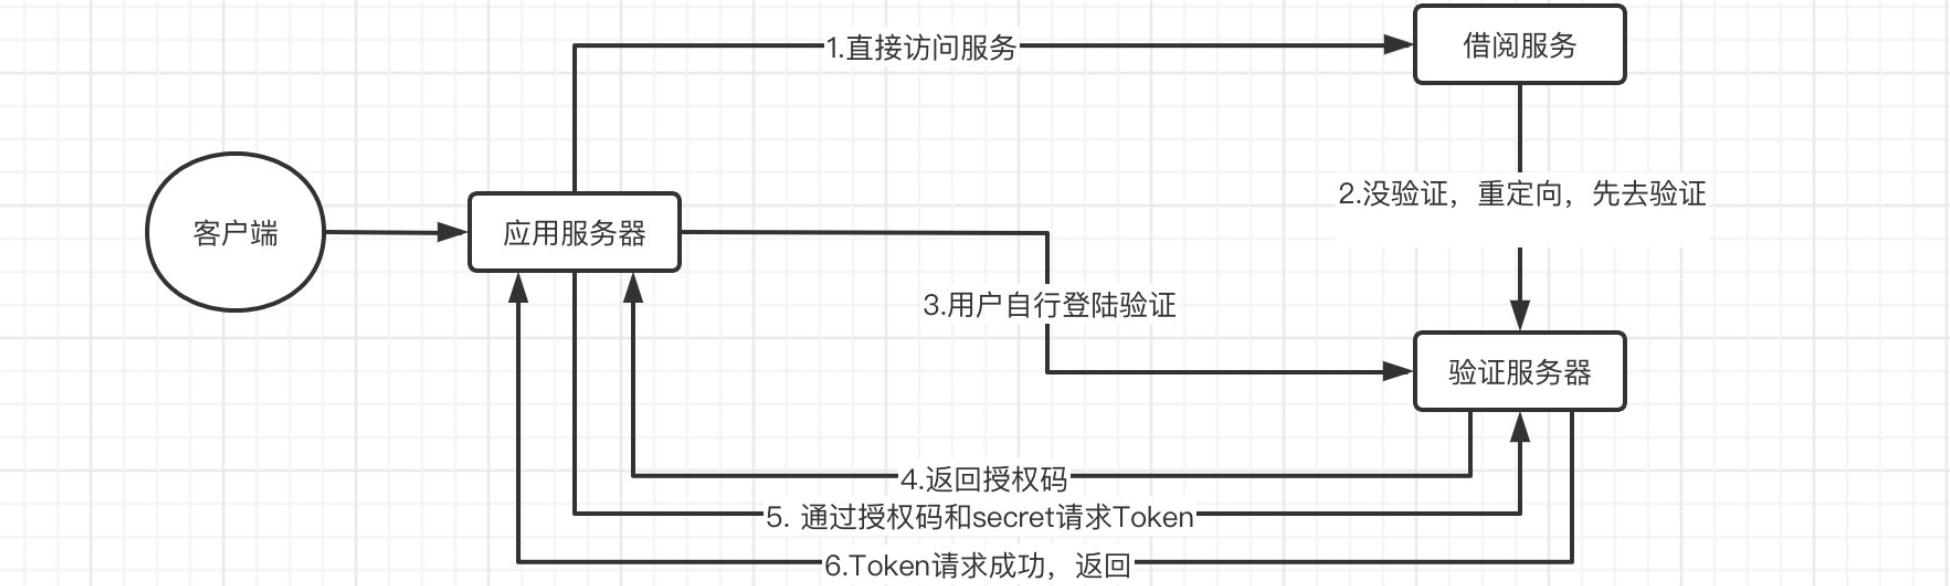 1.直接访问服务
借阅服务
2.没验证，重定向，先去验证
客户端
应用服务器
3.用户自行登陆验证
验证服务器
4.返回授权码
5. 通过授权码和secret请求Token
6.Token请求成功，返回